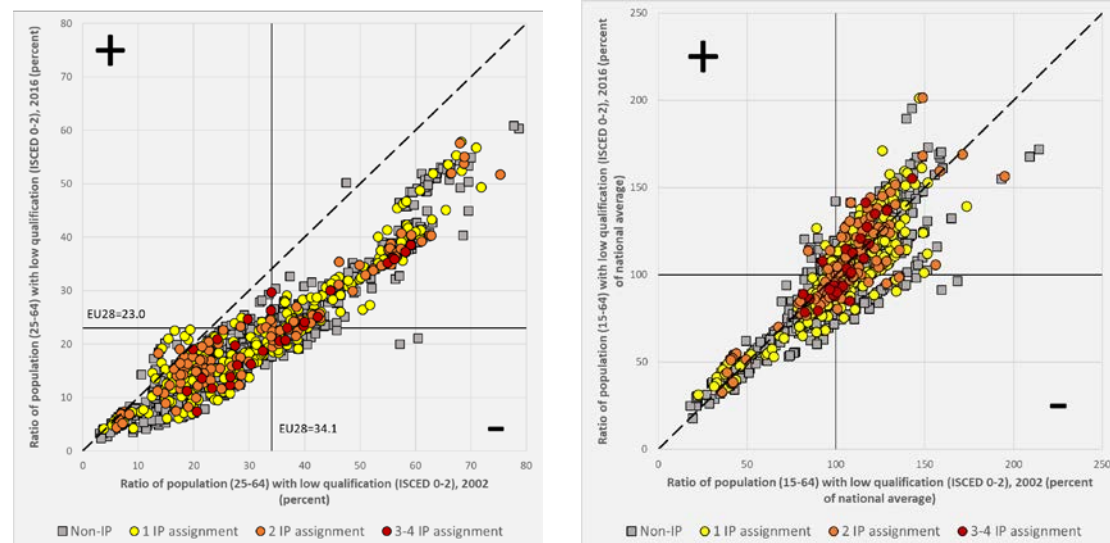 80
70
60
50
40
30
20
10
0
+
EU28=23.0
EU28=34.1
-
Ratio of population (25-64) with low qualification (ISCED 0-2), 2016 (percent)
0 10 20 30 40 50 60 70 80
Ratio of population (25-64) with low qualification (ISCED 0-2), 2002
(percent)
Non-IP 1 IP assignment 2 IP assignment 3-4 IP assignment
250
200
150
100
50
0
+
-
Ratio of population (15-64) with low qualification (ISCED 0-2), 2016 (percent
of national average)
0 50 100 150 200 250
Ratio of population (15-64) with low qualification (ISCED 0-2), 2002 (percent
of national average)
Non-IP 1 IP assignment 2 IP assignment 3-4 IP assignment